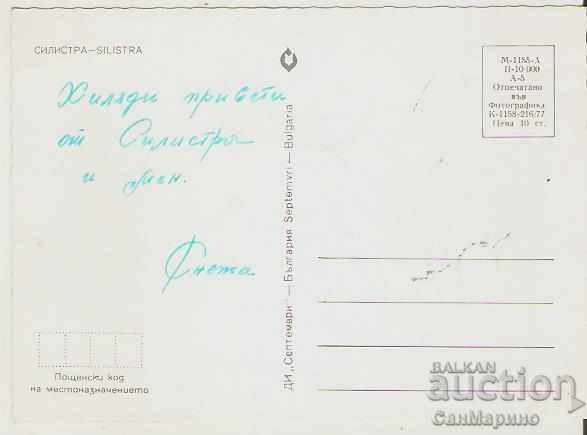 СИЛИСТРА—SILISTRA
Хиляди привети
от Силистра
и мен.
Снета
Пощенски код
на местоназначението
ДИ „Септември" — България Septemvri — Bulgaria
М-1155-А
II-10 000
А-5
Отпечатано
във
Фотографика
К-1158-216/77
Цена 10 ст.
BALKAN
auction
СанМарино